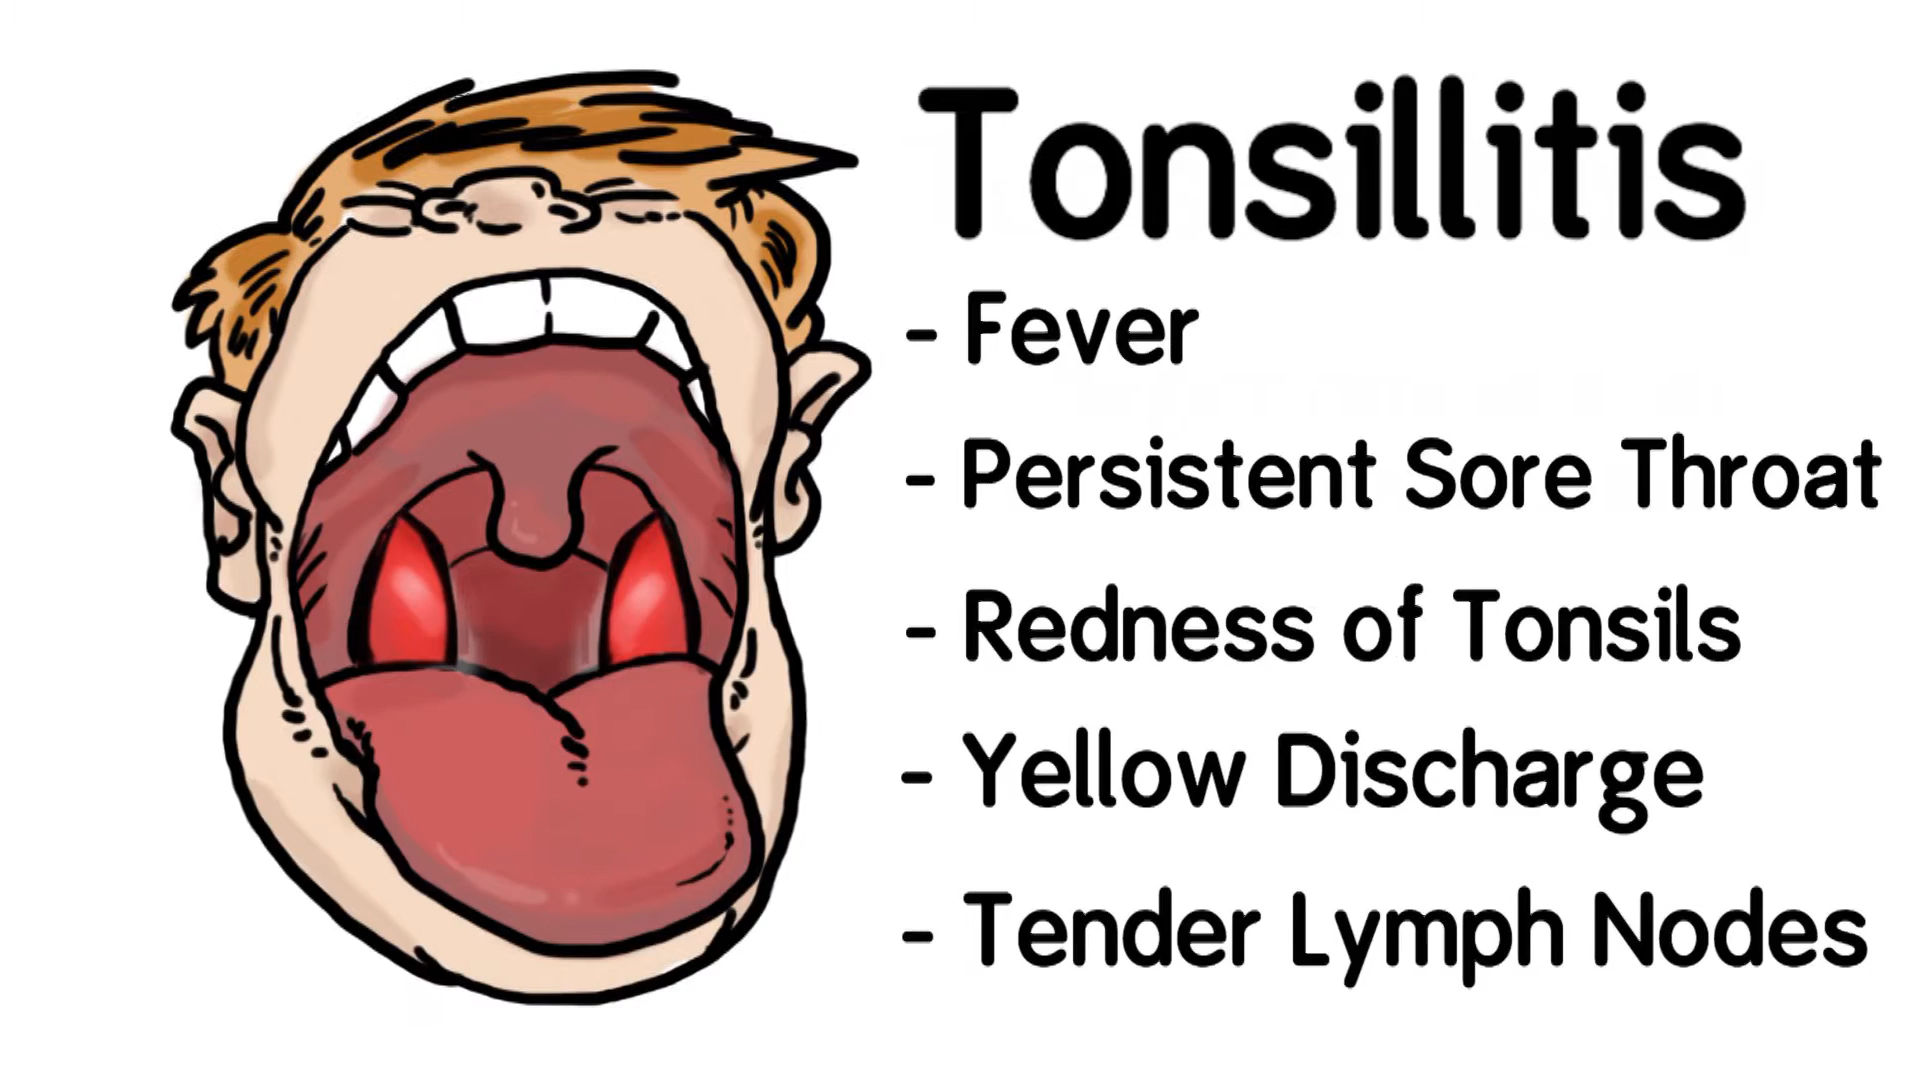 Tonsillitis
- Fever
- Persistent Sore Throat
- Redness of Tonsils
- Yellow Discharge
- Tender Lymph Nodes